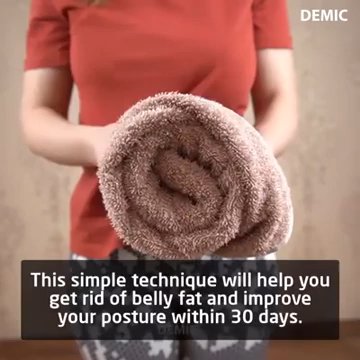 DEMIC
This simple technique will help you
get rid of belly fat and improve
your posture within 30 days.
DEMIC